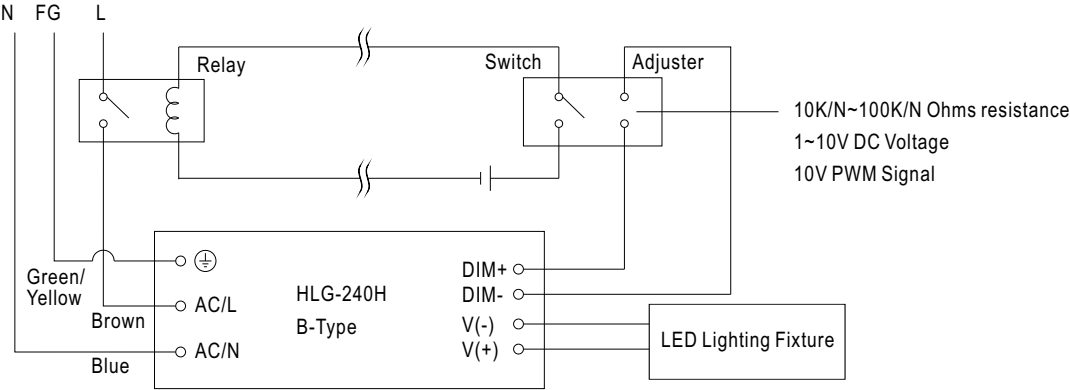 N FG L
Relay
Switch
Adjuster
10K/N~100K/N Ohms resistance
1~10V DC Voltage
10V PWM Signal
Green/
Yellow
Brown
Blue
AC/L
AC/N
HLG-240H
B-Type
DIM+
DIM-
V(-)
V(+)
LED Lighting Fixture